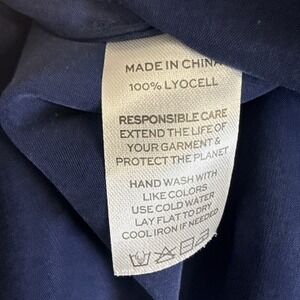 MADE IN CHINA
100% LYOCELL
RESPONSIBLE CARE
EXTEND THE LIFE OF
YOUR GARMENT &
PROTECT THE PLANET
HAND WASH WITH
LIKE COLORS
USE COLD WATER
LAY FLAT TO DRY
COOL IRON IF NEEDED